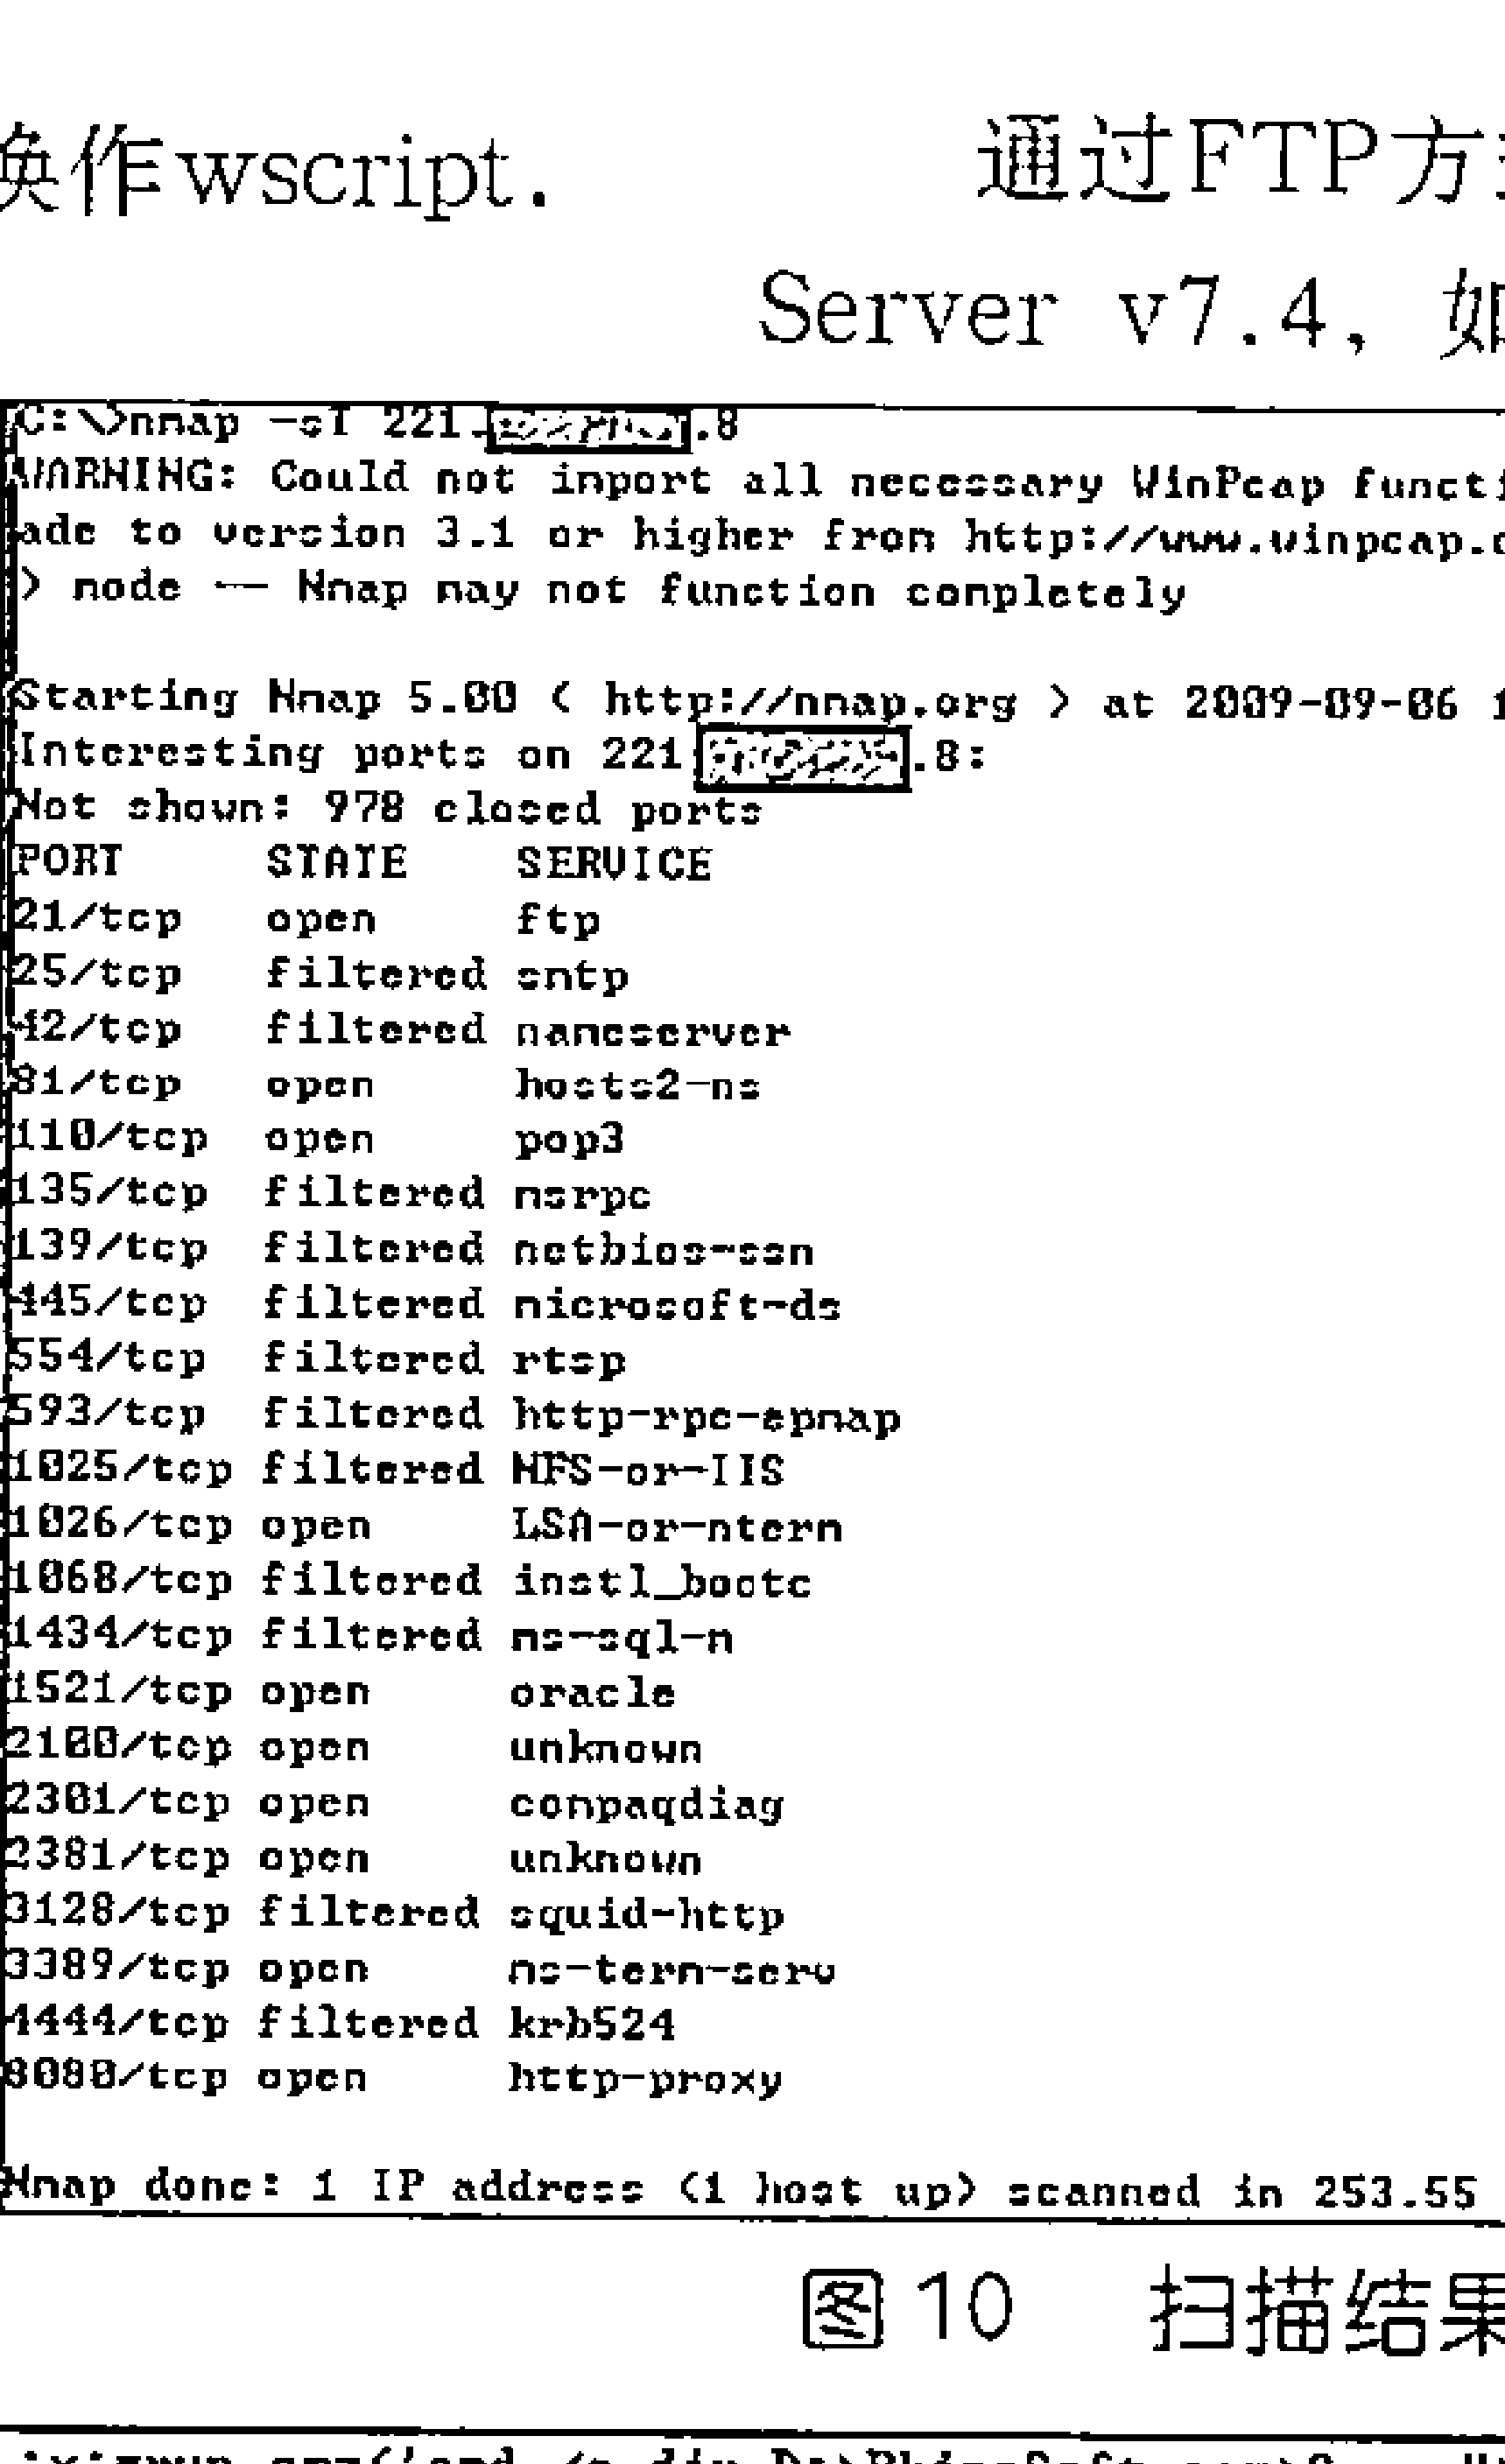 换作wscript.
通过FTP方
Server v7.4, 如
C:\>nmap -sT 221. .8
WARNING: Could not import all necessary WinPcap functi
ade to version 3.1 or higher from http://www.winpcap.o
> mode -- Nmap may not function completely
Starting Nmap 5.00 ( http://nmap.org ) at 2009-09-06 1
Interesting ports on 221 .8:
Not shown: 978 closed ports
PORT STATE SERVICE
21/tcp open ftp
25/tcp filtered smtp
42/tcp filtered nameserver
81/tcp open hosts2-ns
110/tcp open pop3
135/tcp filtered msrpc
139/tcp filtered netbios-ssn
445/tcp filtered microsoft-ds
554/tcp filtered rtsp
593/tcp filtered http-rpc-epmap
1025/tcp filtered NFS-or-IIS
1026/tcp open LSA-or-nterm
1068/tcp filtered instl_bootc
1434/tcp filtered ms-sql-m
1521/tcp open oracle
2100/tcp open unknown
2301/tcp open compaqdiag
2381/tcp open unknown
3128/tcp filtered squid-http
3389/tcp open ms-term-serv
4444/tcp filtered krb524
8080/tcp open http-proxy
Nmap done: 1 IP address (1 host up) scanned in 253.55
图 10 扫描结果